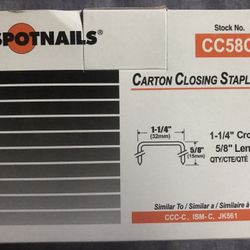 SPOTNAILS®
Stock No.
CC58C
CARTON CLOSING STAPL
1-1/4"
(32mm)
5/8"
(15mm)
1-1/4" Cro
5/8" Len
QTY/CTE/QTÉ
Similar To / Similar a / Similaire à
CCC-C, ISM-C, JK561